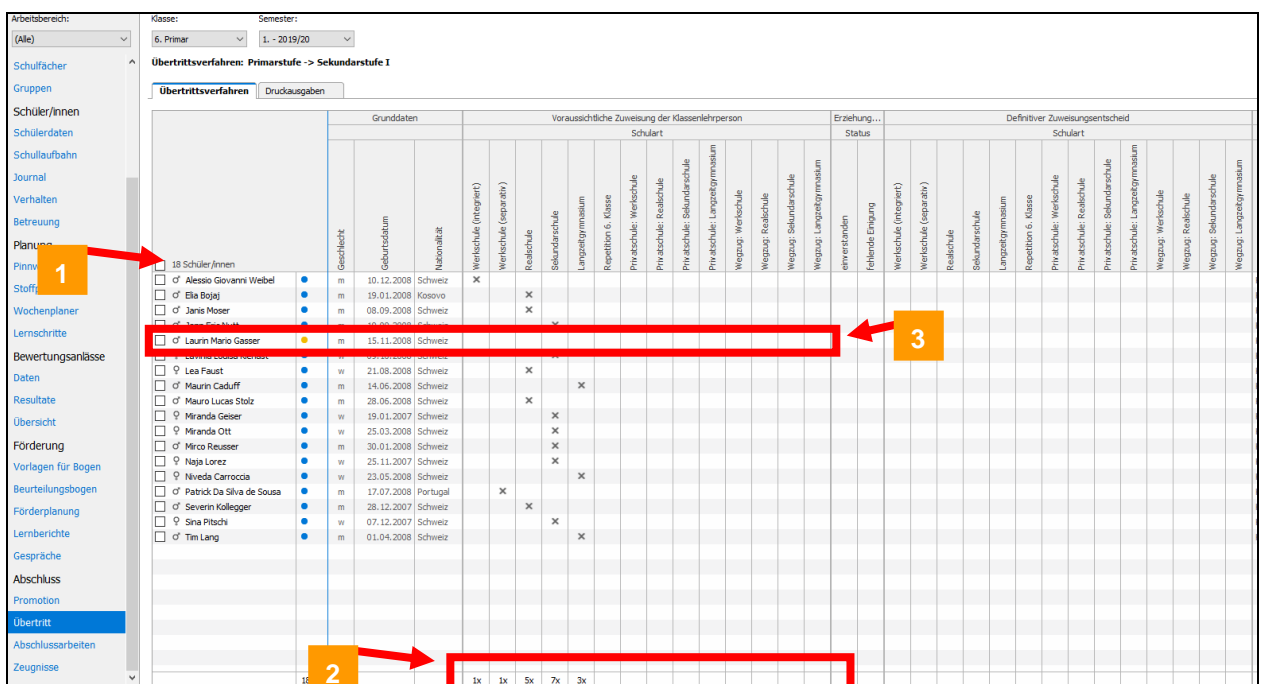 Arbeitsbereich:
Klasse:
Semester:
(Alle)
6. Primar
1. - 2019/20
Übertrittsverfahren: Primarstufe -> Sekundarstufe I
Übertrittsverfahren Druckausgaben
Schulfächer
Gruppen
Schüler/innen
Schülerdaten
Schullaufbahn
Journal
Verhalten
Betreuung
Planung
Wochenplaner
Lernschritte
Bewertungsanlässe
Daten
Resultate
Übersicht
Förderung
Vorlagen für Bogen
Beurteilungsbogen
Förderplanung
Lernberichte
Gespräche
Abschluss
Promotion
Übertritt
Abschlussarbeiten
Zeugnisse
Grunddaten
Voraussichtliche Zuweisung der Klassenlehrperson
Erziehung...
Definitiver Zuweisungsentscheid
Schulart
Status
Schulart
Geschlecht
Geburtsdatum
Nationalität
Werkschule (integriert)
Werkschule (separativ)
Realschule
Sekundarschule
Langzeitgymnasium
Repetition 6. Klasse
Privatschule: Werkschule
Privatschule: Realschule
Privatschule: Sekundarschule
Privatschule: Langzeitgymnasium
Wegzug: Werkschule
Wegzug: Realschule
Wegzug: Sekundarschule
Wegzug: Langzeitgymnasium
einverstanden
fehlende Einigung
Werkschule (integriert)
Werkschule (separativ)
Realschule
Sekundarschule
Langzeitgymnasium
Repetition 6. Klasse
Privatschule: Werkschule
Privatschule: Realschule
Privatschule: Sekundarschule
Privatschule: Langzeitgymnasium
Wegzug: Werkschule
Wegzug: Realschule
Wegzug: Sekundarschule
Wegzug: Langzeitgymnasium
18 Schüler/innen
♂ Alessio Giovanni Weibel m 10.12.2008 Schweiz ×
♂ Elia Bojaj m 19.01.2008 Kosovo ×
♂ Janis Moser m 08.09.2008 Schweiz ×
♂ Laurin Mario Gasser m 15.11.2008 Schweiz
♀ Lea Faust w 21.08.2008 Schweiz ×
♂ Maurin Caduff m 14.06.2008 Schweiz ×
♂ Mauro Lucas Stolz m 28.06.2008 Schweiz ×
♀ Miranda Geiser w 19.01.2007 Schweiz ×
♀ Miranda Ott w 25.03.2008 Schweiz ×
♂ Mirco Reusser m 30.01.2008 Schweiz ×
♀ Naja Lorez w 25.11.2007 Schweiz ×
♀ Niveda Carroccia w 23.05.2008 Schweiz ×
♂ Patrick Da Silva de Sousa m 17.07.2008 Portugal ×
♂ Severin Kollegger m 28.12.2007 Schweiz ×
♀ Sina Pitschi w 07.12.2007 Schweiz ×
♂ Tim Lang m 01.04.2008 Schweiz ×
1x 1x 5x 7x 3x
1
2
3